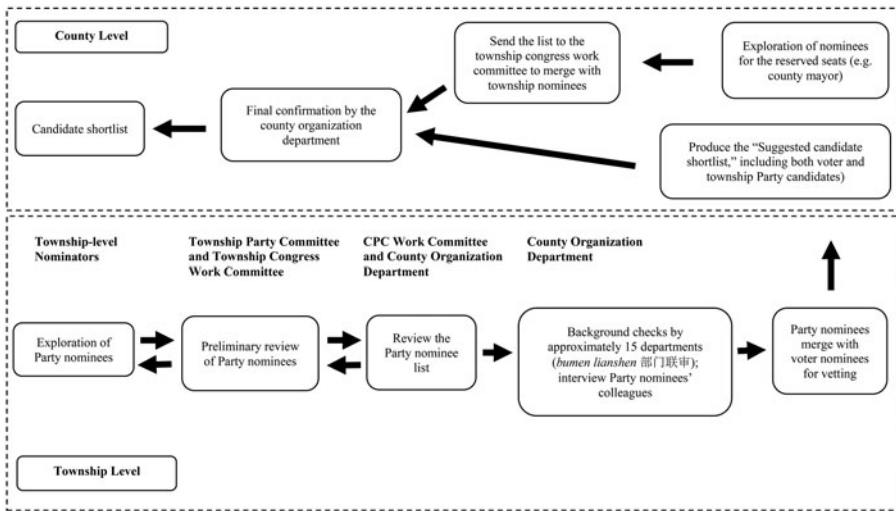 County Level
Send the list to the
township congress work
committee to merge with
township nominees
Exploration of nominees
for the reserved seats (e.g.
county mayor)
Candidate shortlist
Final confirmation by the
county organization
department
Produce the “Suggested candidate
shortlist,” including both voter and
township Party candidates)
Township-level
Nominators
Township Party Committee
and Township Congress
Work Committee
CPC Work Committee
and County Organization
Department
County Organization
Department
Exploration of
Party nominees
Preliminary review
of Party nominees
Review the
Party nominee
list
Background checks by
approximately 15 departments
(bumen lianshen 部门联审);
interview Party nominees’
colleagues
Party nominees
merge with
voter nominees
for vetting
Township Level